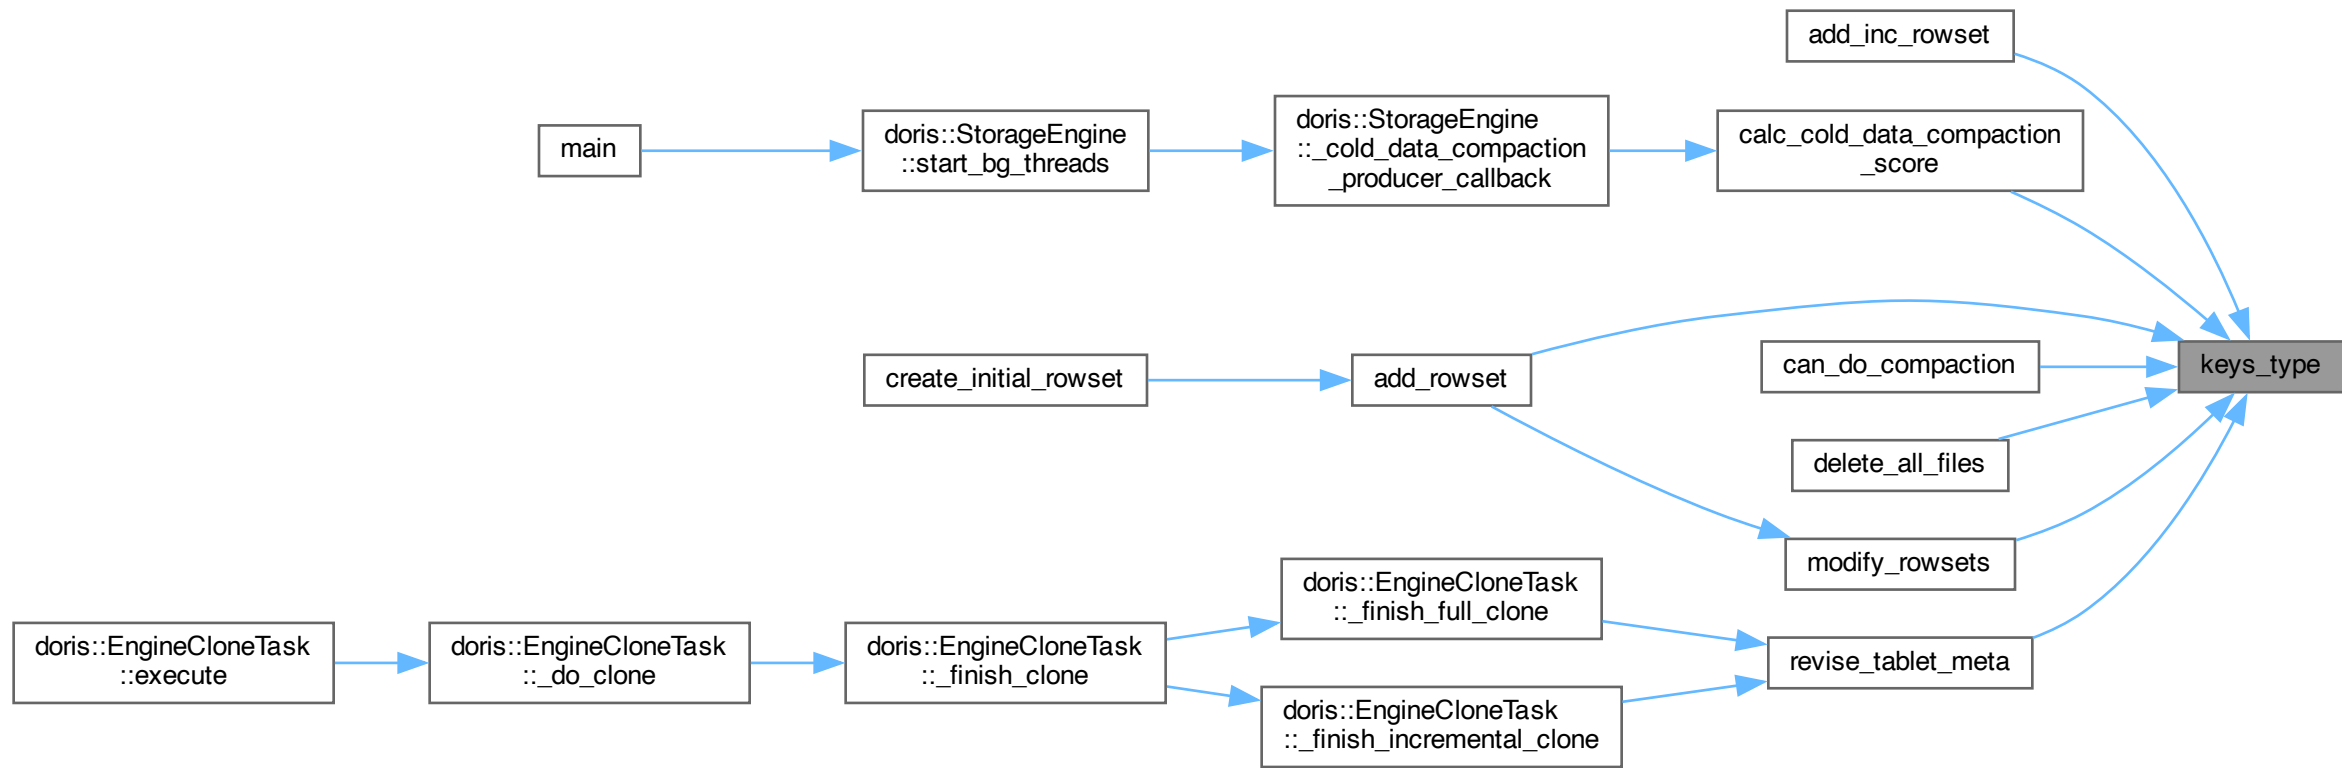 add_inc_rowset
main
doris::StorageEngine
::start_bg_threads
doris::StorageEngine
::_cold_data_compaction
_producer_callback
calc_cold_data_compaction
_score
create_initial_rowset
add_rowset
can_do_compaction
keys_type
delete_all_files
modify_rowsets
doris::EngineCloneTask
::execute
doris::EngineCloneTask
::_do_clone
doris::EngineCloneTask
::_finish_clone
doris::EngineCloneTask
::_finish_full_clone
doris::EngineCloneTask
::_finish_incremental_clone
revise_tablet_meta